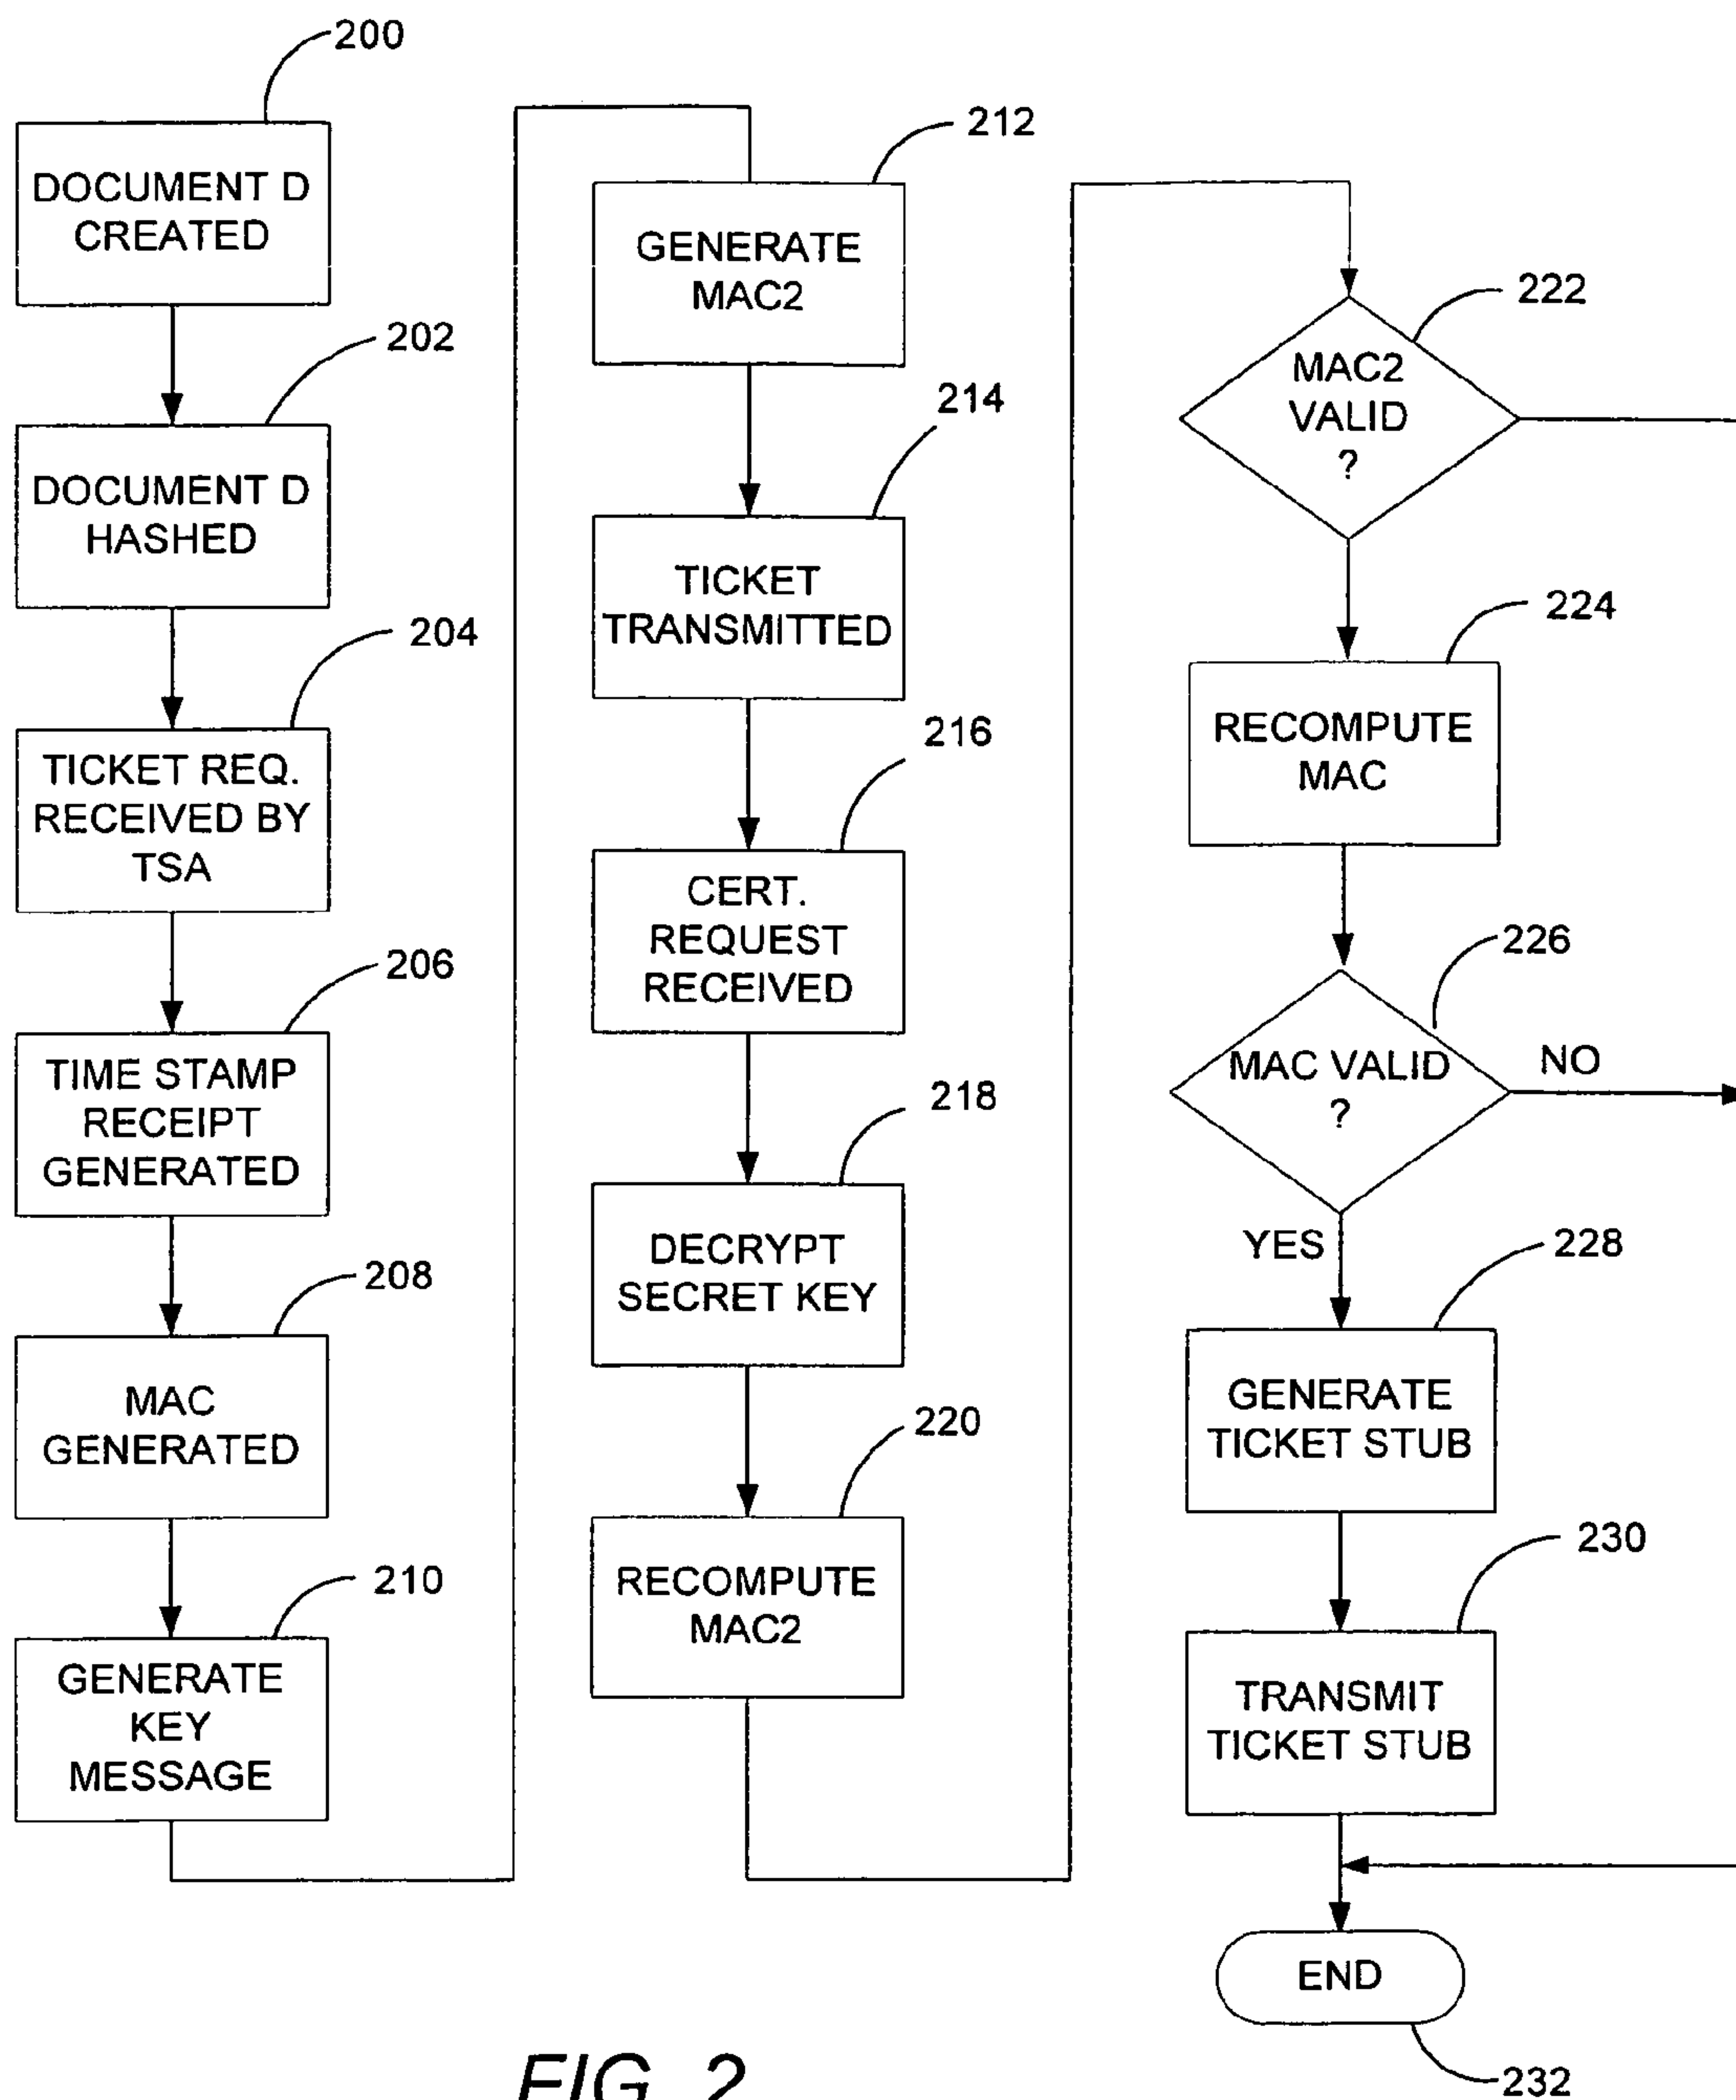 200
DOCUMENT D
CREATED
202
DOCUMENT D
HASHED
204
TICKET REQ.
RECEIVED BY
TSA
206
TIME STAMP
RECEIPT
GENERATED
208
MAC
GENERATED
210
GENERATE
KEY
MESSAGE
212
GENERATE
MAC2
214
TICKET
TRANSMITTED
216
CERT.
REQUEST
RECEIVED
218
DECRYPT
SECRET KEY
220
RECOMPUTE
MAC2
222
MAC2
VALID
?
224
RECOMPUTE
MAC
226
MAC VALID
?
NO
YES
228
GENERATE
TICKET STUB
230
TRANSMIT
TICKET STUB
END
232
FIG. 2